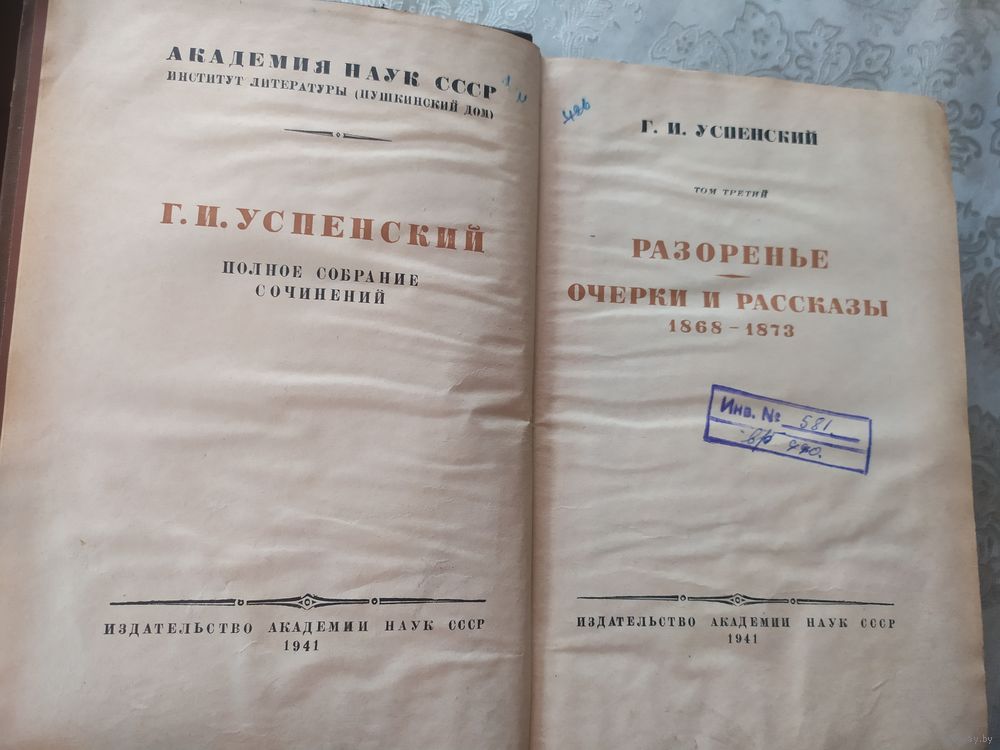 АКАДЕМИЯ НАУК СССР
ИНСТИТУТ ЛИТЕРАТУРЫ (ПУШКИНСКИЙ ДОМ)
Г. И. УСПЕНСКИЙ
ПОЛНОЕ СОБРАНИЕ
СОЧИНЕНИЙ
ИЗДАТЕЛЬСТВО АКАДЕМИИ НАУК СССР
1941
Г. И. УСПЕНСКИЙ
ТОМ ТРЕТИЙ
РАЗОРЕНЬЕ
ОЧЕРКИ И РАССКАЗЫ
1868 – 1873
Инв. № 581.
ИЗДАТЕЛЬСТВО АКАДЕМИИ НАУК СССР
1941